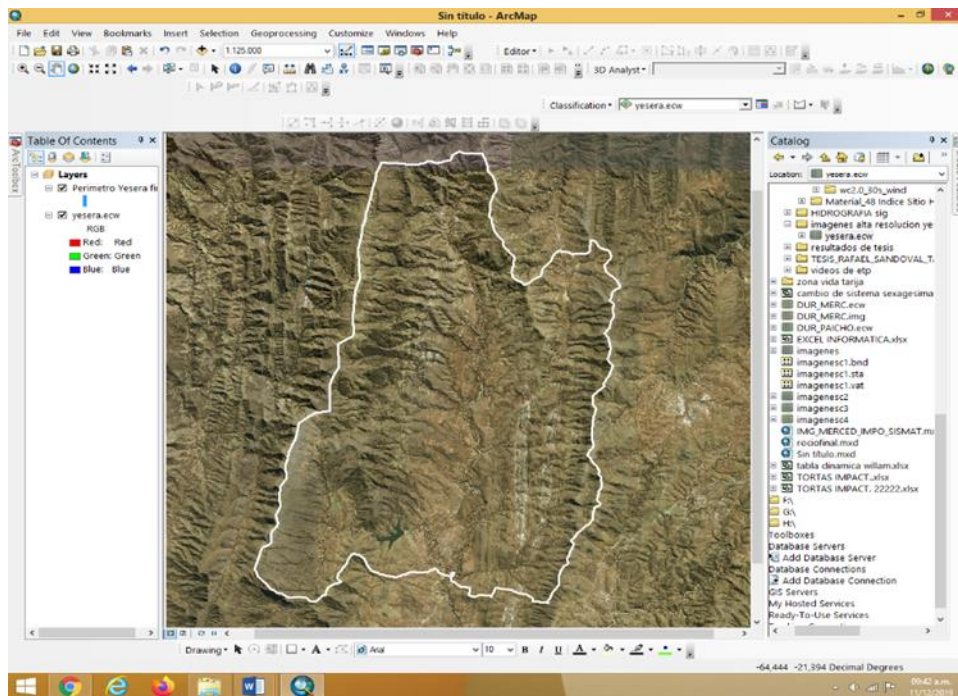 Sin título - ArcMap
File Edit View Bookmarks Insert Selection Geoprocessing Customize Windows Help
1:125.000 Editor
3D Analyst
Classification yesera.ecw
ArcToolbox
Table Of Contents
Layers
Perimetro Yesera fi
yesera.ecw
RGB
Red: Red
Green: Green
Blue: Blue
Catalog
Location: yesera.ecw
wc2.0_30s_wind
Material_48 Indice Sitio H
HIDROGRAFIA sig
imagenes alta resolucion ye
yesera.ecw
resultados de tesis
TESIS_RAFAEL_SANDOVAL_T
videos de etp
zona vida tarija
cambio de sistema sexagesima
DUR_MERC.ecw
DUR_MERC.img
DUR_PAICHO.ecw
EXCEL INFORMATICA.xlsx
imagenes
imagenesc1.bnd
imagenesc1.sta
imagenesc1.vat
imagenesc2
imagenesc3
imagenesc4
IMG_MERCED_IMPO_SISMAT.m
rociofinal.mxd
Sin título.mxd
tabla dinamica willam.xlsx
TORTAS IMPACT..xlsx
TORTAS IMPACT. 22222.xlsx
F:\
G:\
H:\
Toolboxes
Database Servers
Add Database Server
Database Connections
Add Database Connection
GIS Servers
My Hosted Services
Ready-To-Use Services
Drawing A Arial 10 B I U A
-64,444 -21,394 Decimal Degrees
09:42 a.m.
11/12/2019